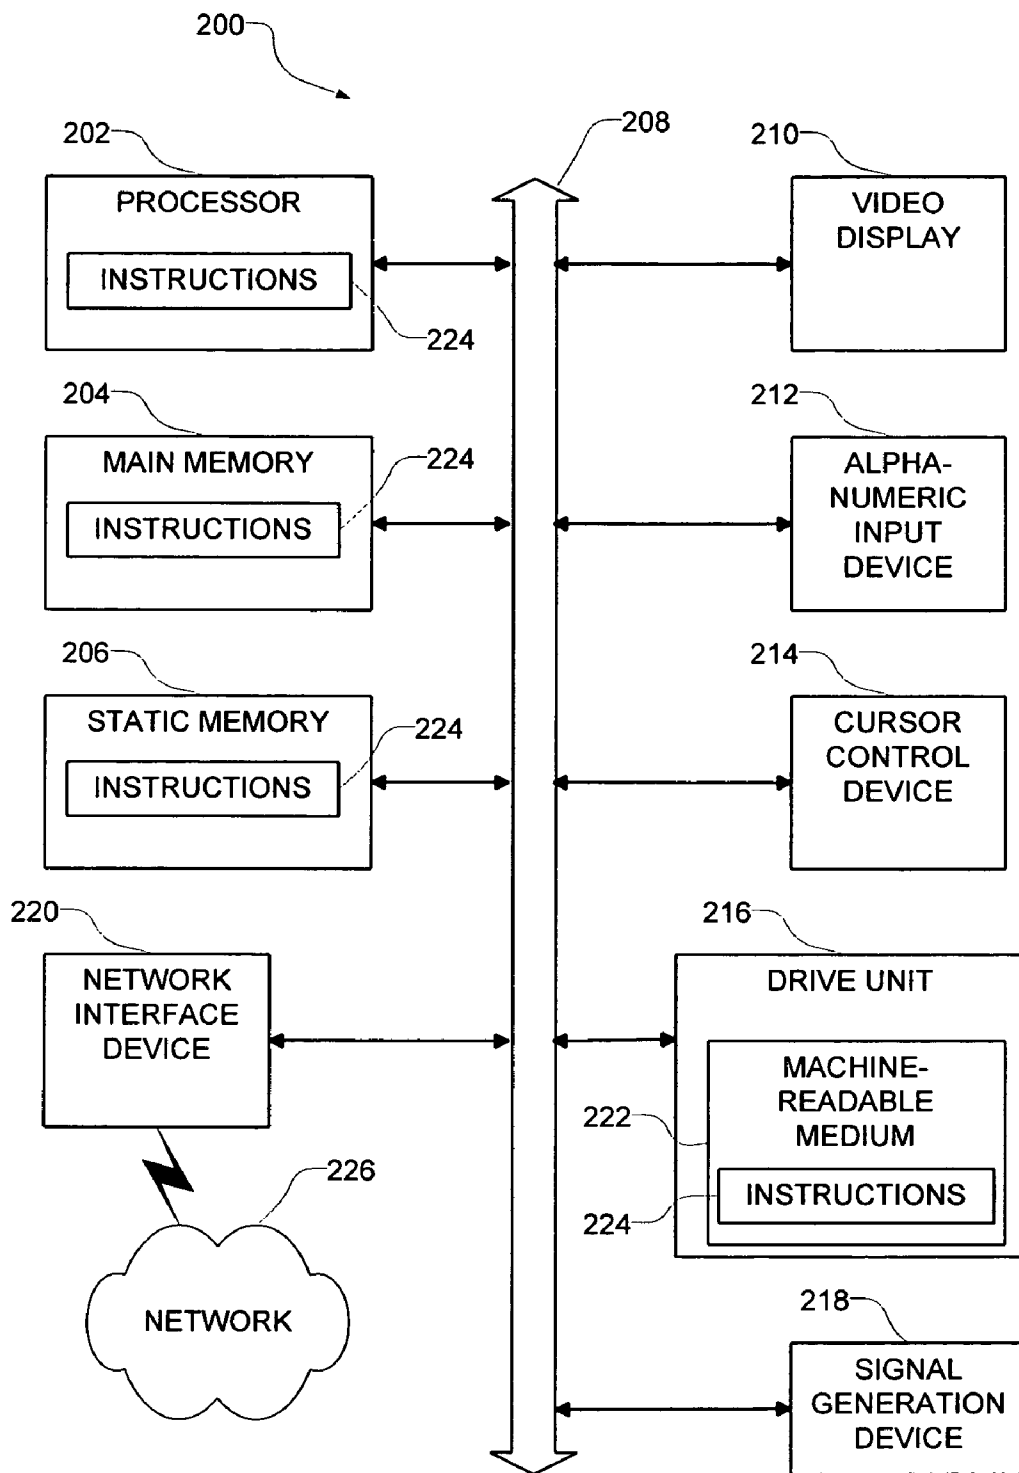 200
202
208
210
PROCESSOR
INSTRUCTIONS
224
VIDEO
DISPLAY
204
212
MAIN MEMORY
224
INSTRUCTIONS
ALPHA-
NUMERIC
INPUT
DEVICE
206
214
STATIC MEMORY
224
INSTRUCTIONS
CURSOR
CONTROL
DEVICE
220
216
NETWORK
INTERFACE
DEVICE
DRIVE UNIT
MACHINE-
READABLE
MEDIUM
222
INSTRUCTIONS
224
226
NETWORK
218
SIGNAL
GENERATION
DEVICE